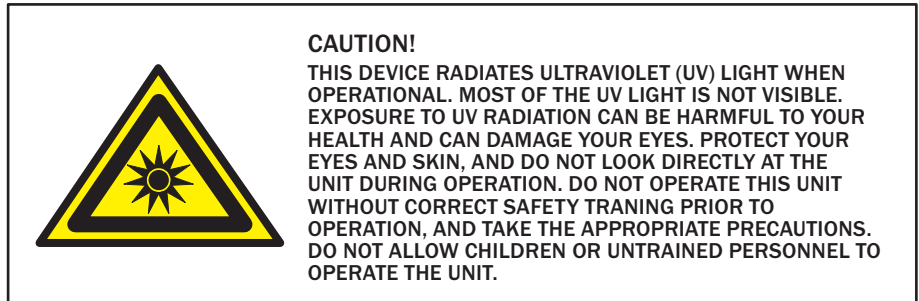 CAUTION!
THIS DEVICE RADIATES ULTRAVIOLET (UV) LIGHT WHEN
OPERATIONAL. MOST OF THE UV LIGHT IS NOT VISIBLE.
EXPOSURE TO UV RADIATION CAN BE HARMFUL TO YOUR
HEALTH AND CAN DAMAGE YOUR EYES. PROTECT YOUR
EYES AND SKIN, AND DO NOT LOOK DIRECTLY AT THE
UNIT DURING OPERATION. DO NOT OPERATE THIS UNIT
WITHOUT CORRECT SAFETY TRANING PRIOR TO
OPERATION, AND TAKE THE APPROPRIATE PRECAUTIONS.
DO NOT ALLOW CHILDREN OR UNTRAINED PERSONNEL TO
OPERATE THE UNIT.